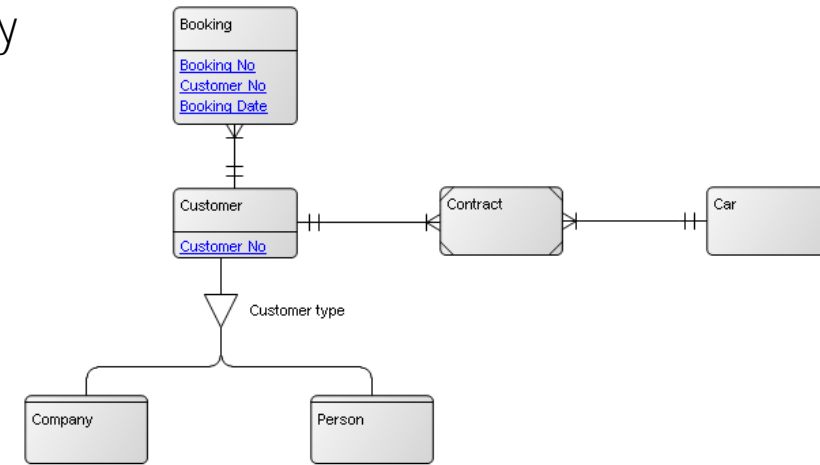 y
Booking
Booking No
Customer No
Booking Date
Customer
Customer No
Contract
Car
Customer type
Company
Person